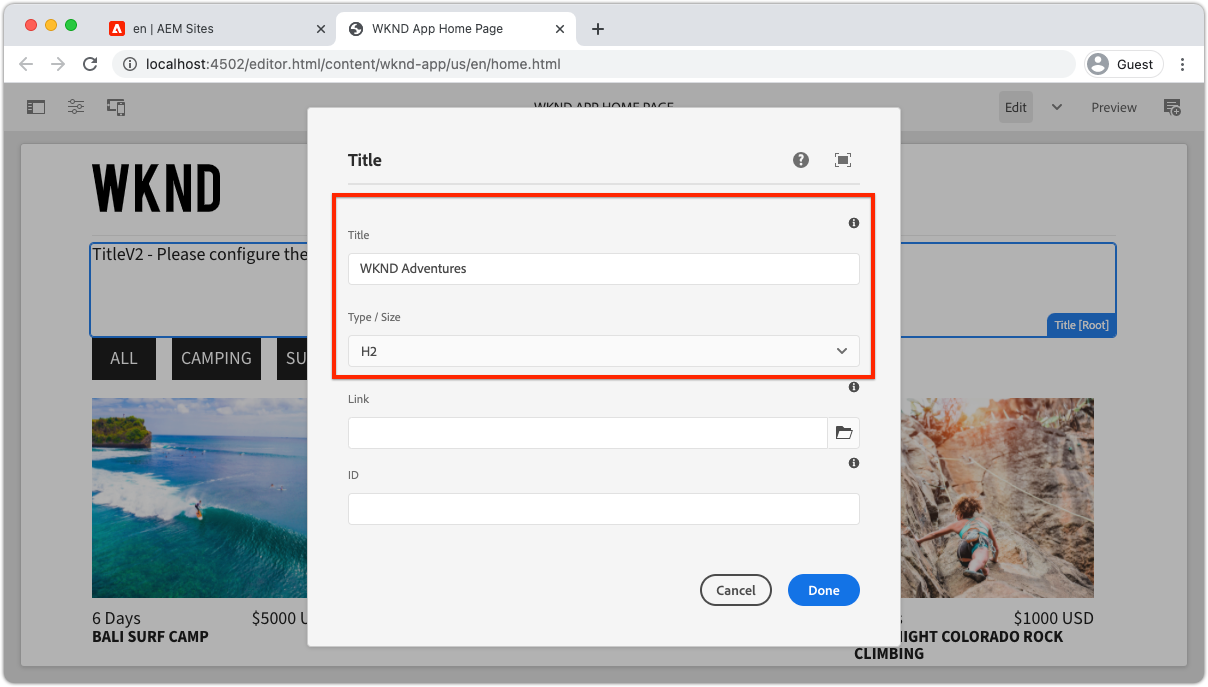 en | AEM Sites
WKND App Home Page
localhost:4502/editor.html/content/wknd-app/us/en/home.html
Guest
WKND APP HOME PAGE
Edit
Preview
WKND
TitleV2 - Please configure the
Title [Root]
ALL
CAMPING
SU
Title
Title
WKND Adventures
Type / Size
H2
Link
ID
Cancel
Done
6 Days
$5000 U
BALI SURF CAMP
$1000 USD
IGHT COLORADO ROCK
CLIMBING